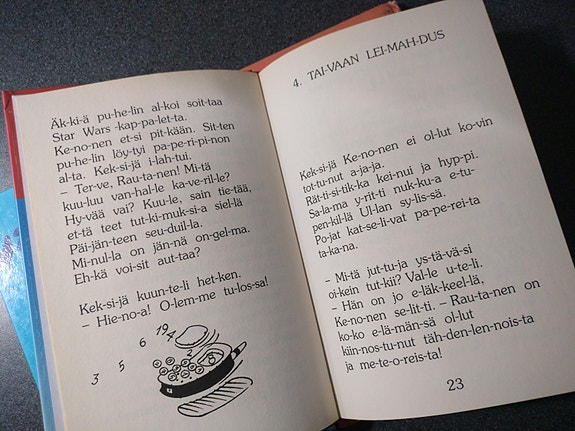 Äk-ki-ä pu-he-lin al-koi soit-taa
Star Wars -kap-pa-let-ta.
Ke-no-nen et-si pit-kään. Sit-ten
pu-he-lin löy-tyi pa-pe-ri-pi-non
al-ta. Kek-si-jä i-lah-tui.
– Ter-ve, Rau-ta-nen! Mi-tä
kuu-luu van-hal-le ka-ve-ril-le?
Hy-vää vai? Kuu-le, sain tie-tää,
et-tä teet tut-ki-muk-si-a siel-lä
Päi-jän-teen seu-duil-la.
Mi-nul-la on jän-nä on-gel-ma.
Eh-kä voi-sit aut-taa?
Kek-si-jä kuun-te-li het-ken.
– Hie-no-a! O-lem-me tu-los-sa!
3 5 6 19 4 2
4. TAI-VAAN LEI-MAH-DUS
Kek-si-jä Ke-no-nen ei ol-lut ko-vin
tot-tu-nut a-ja-ja.
Rät-ti-si-tik-ka kei-nui ja hyp-pi.
Sa-la-ma y-rit-ti nuk-ku-a e-tu-
pen-kil-lä Ul-lan sy-lis-sä.
Po-jat kat-se-li-vat pa-pe-rei-ta
ta-ka-na.
– Mi-tä jut-tu-ja ys-tä-vä-si
oi-kein tut-kii? Val-le u-te-li.
– Hän on jo e-läk-keel-lä,
Ke-no-nen se-lit-ti. – Rau-ta-nen on
ko-ko e-lä-män-sä ol-lut
kiin-nos-tu-nut täh-den-len-nois-ta
ja me-te-o-reis-ta!
23